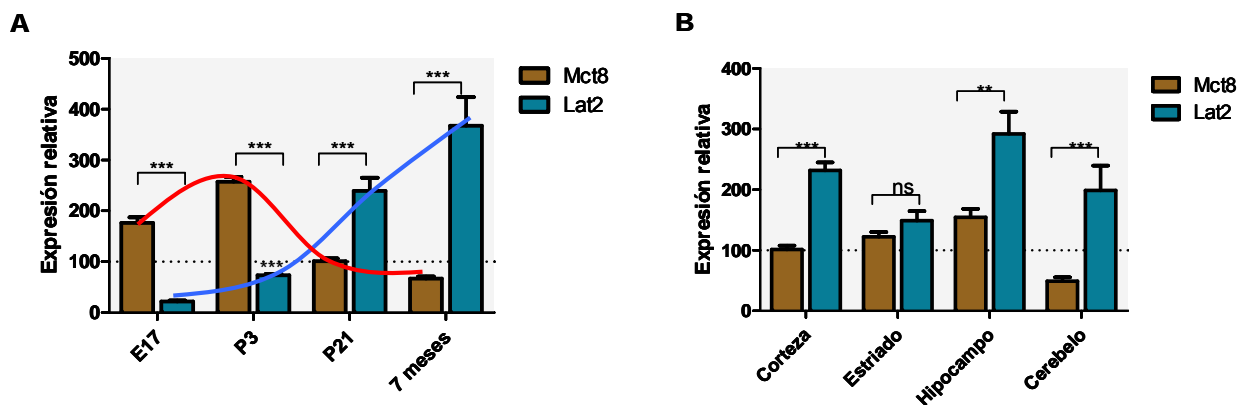 A
Expresión relativa
500
400
300
200
100
0
***
***
***
***
***
E17
P3
P21
7 meses
Mct8
Lat2
B
Expresión relativa
400
300
200
100
0
***
ns
**
***
Corteza
Estriado
Hipocampo
Cerebelo
Mct8
Lat2